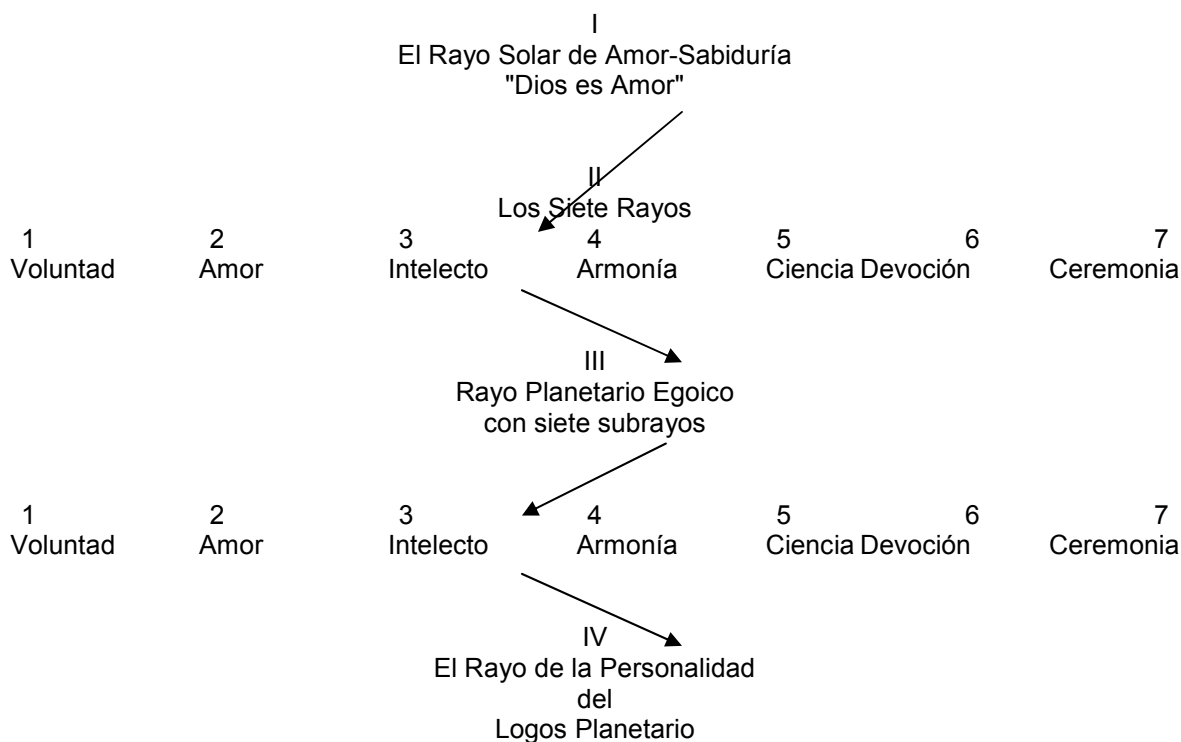 I
El Rayo Solar de Amor-Sabiduría
"Dios es Amor"
II
Los Siete Rayos
1 2 3 4 5 6 7
Voluntad Amor Intelecto Armonía Ciencia Devoción Ceremonia
III
Rayo Planetario Egoico
con siete subrayos
1 2 3 4 5 6 7
Voluntad Amor Intelecto Armonía Ciencia Devoción Ceremonia
IV
El Rayo de la Personalidad
del
Logos Planetario